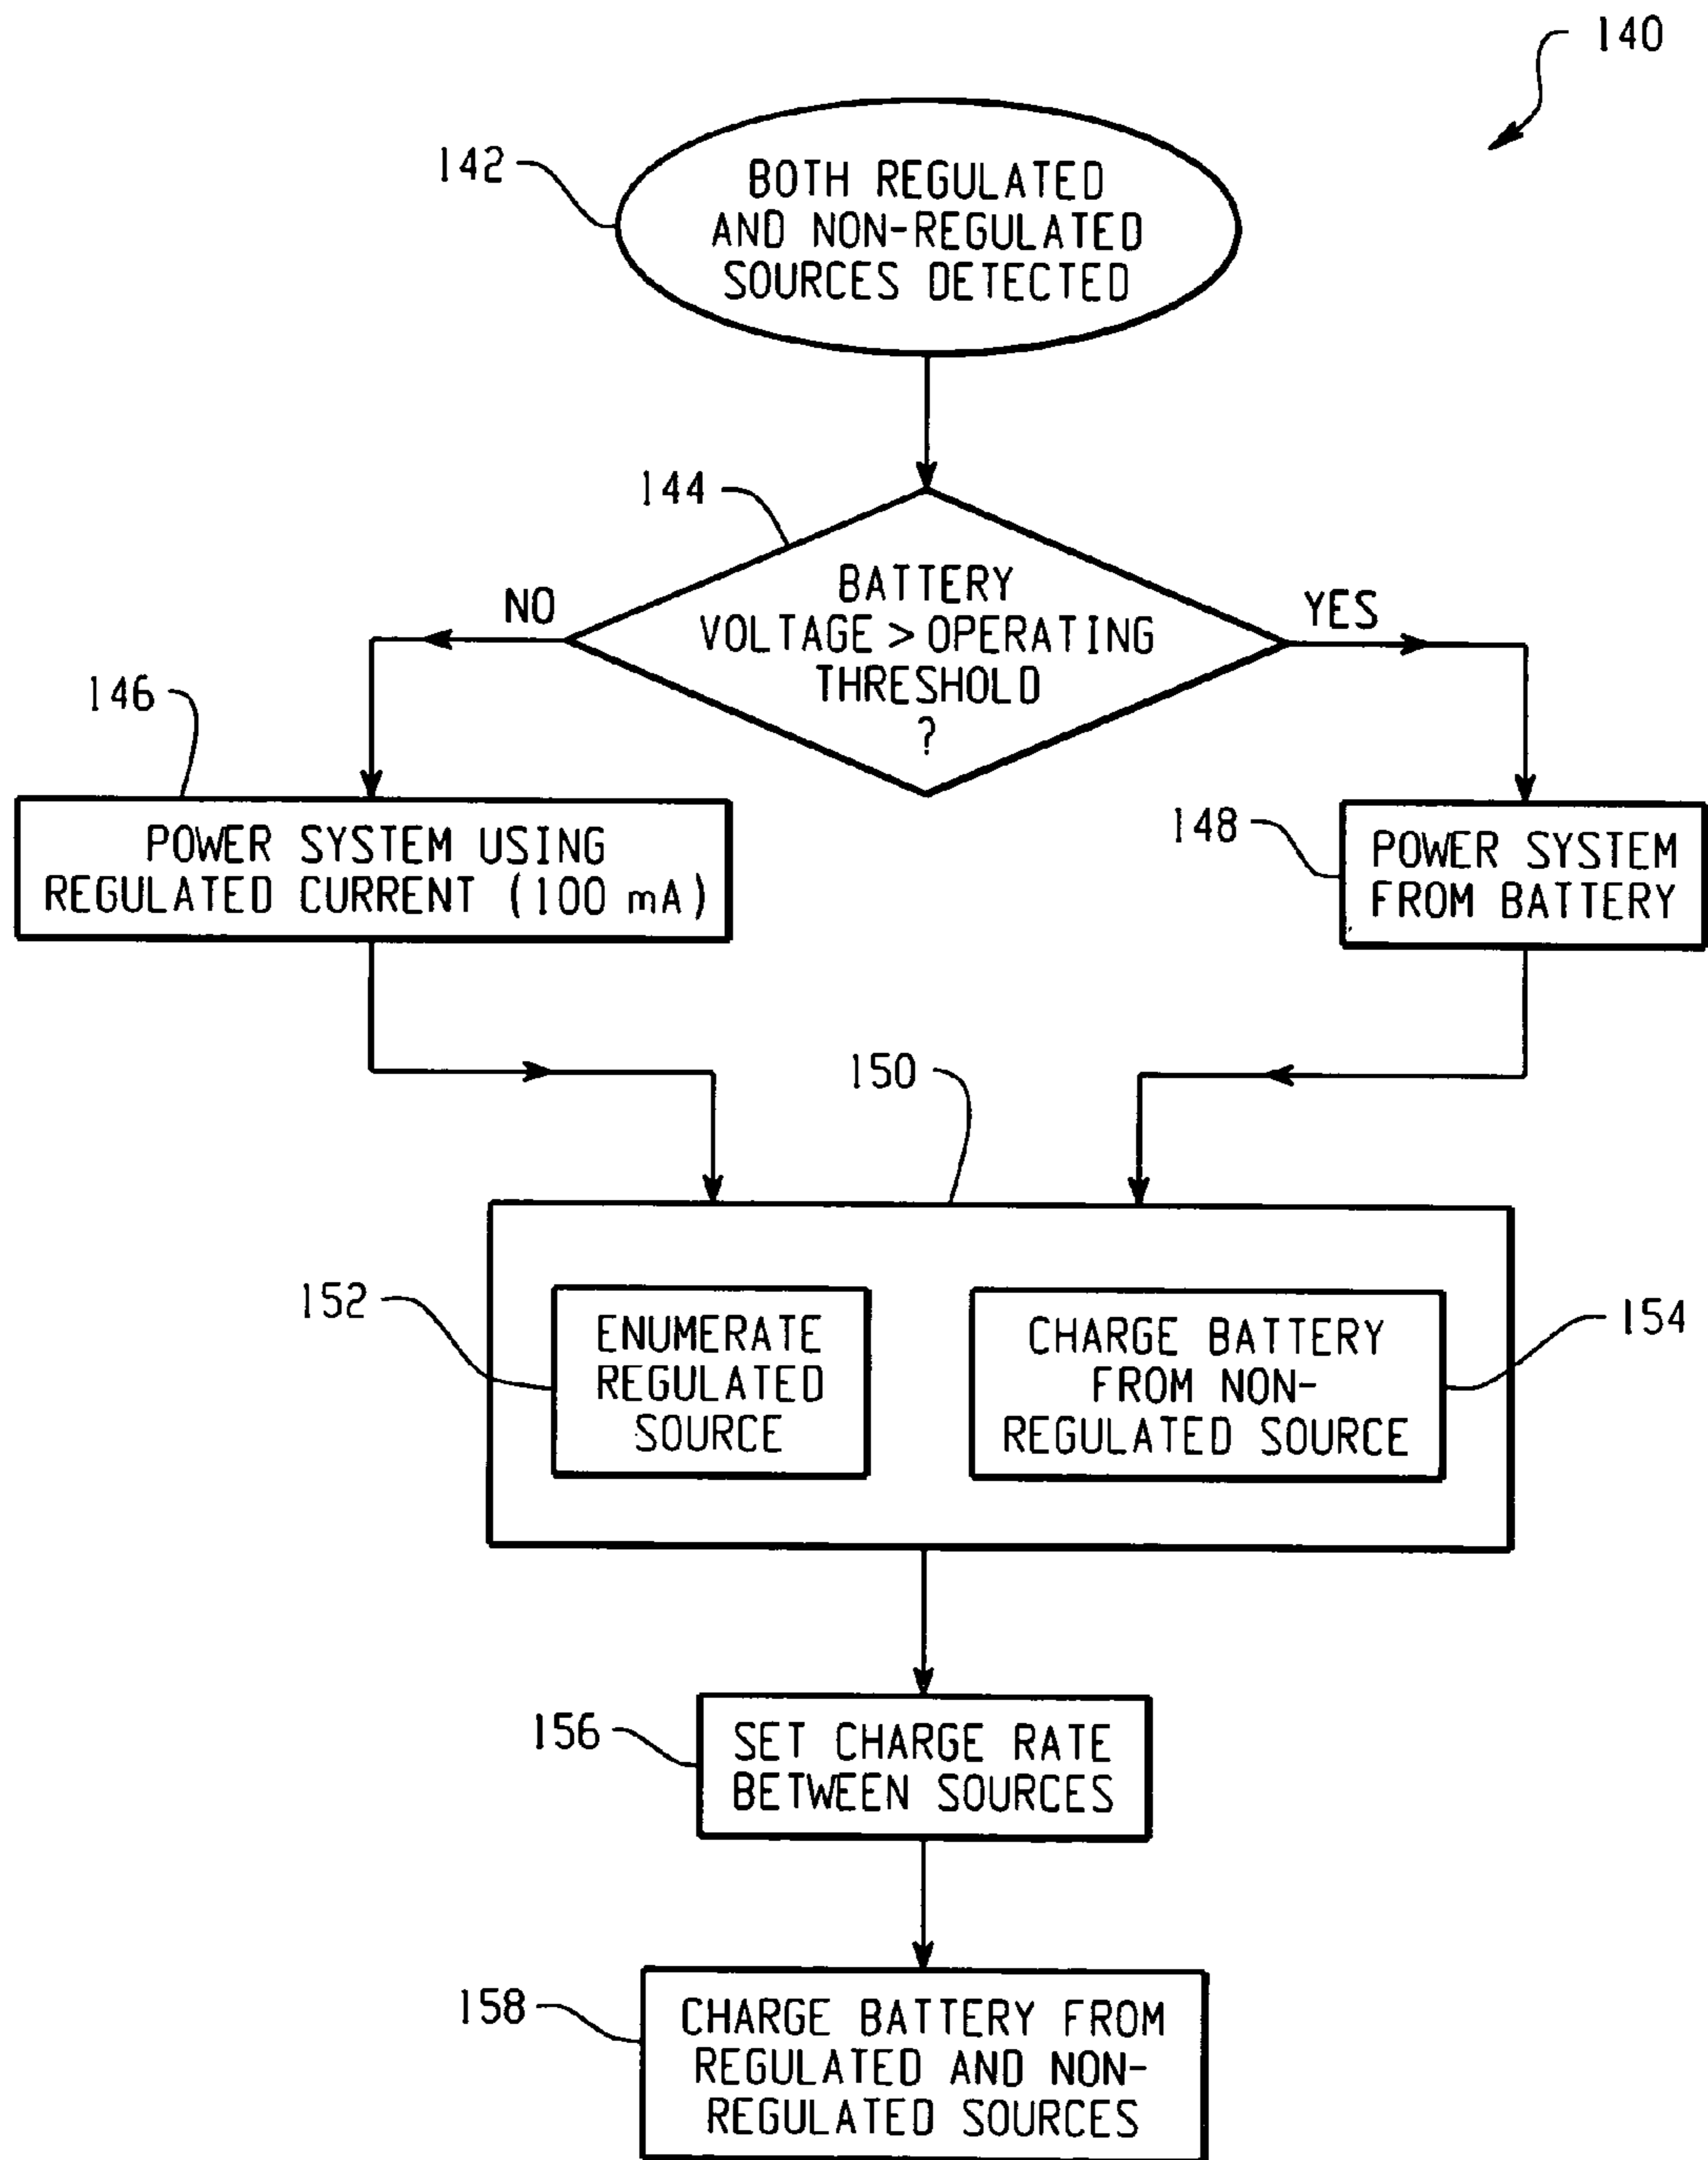 140
142
BOTH REGULATED
AND NON-REGULATED
SOURCES DETECTED
144
BATTERY
VOLTAGE > OPERATING
THRESHOLD
?
NO
YES
146
POWER SYSTEM USING
REGULATED CURRENT (100 mA)
148
POWER SYSTEM
FROM BATTERY
150
152
ENUMERATE
REGULATED
SOURCE
CHARGE BATTERY
FROM NON-
REGULATED SOURCE
154
156
SET CHARGE RATE
BETWEEN SOURCES
158
CHARGE BATTERY FROM
REGULATED AND NON-
REGULATED SOURCES